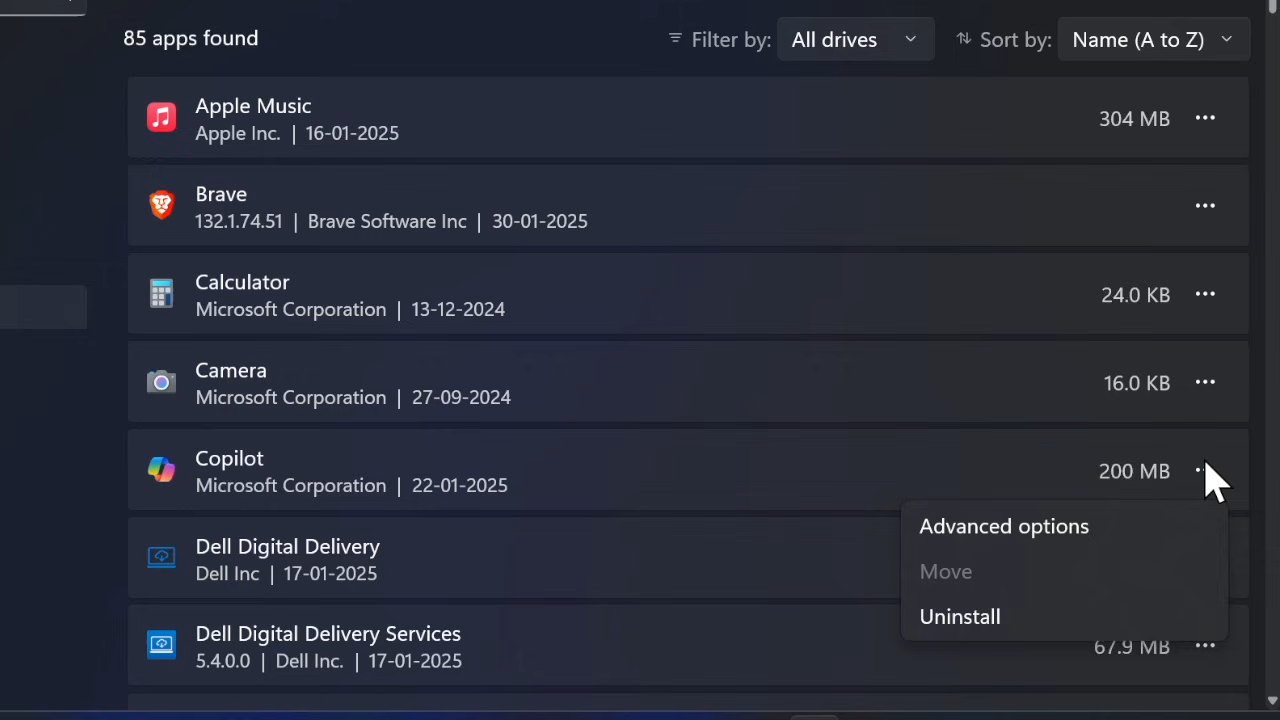 85 apps found
Filter by: All drives
Sort by: Name (A to Z)
Apple Music
Apple Inc. | 16-01-2025
304 MB
Brave
132.1.74.51 | Brave Software Inc | 30-01-2025
Calculator
Microsoft Corporation | 13-12-2024
24.0 KB
Camera
Microsoft Corporation | 27-09-2024
16.0 KB
Copilot
Microsoft Corporation | 22-01-2025
200 MB
Advanced options
Move
Uninstall
Dell Digital Delivery
Dell Inc | 17-01-2025
Dell Digital Delivery Services
5.4.0.0 | Dell Inc. | 17-01-2025
67.9 MB